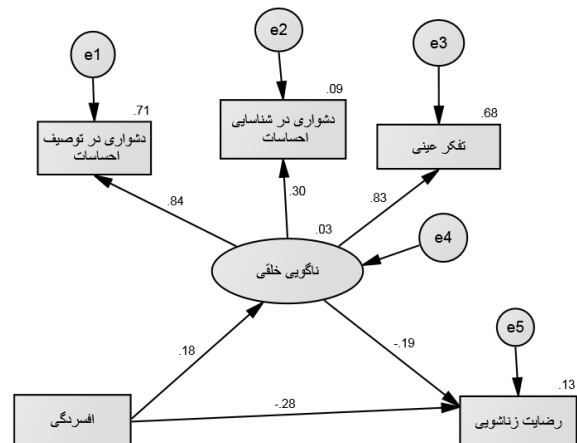 e1
e2
e3
.71
.09
.68
دشواری در توصیف
احساسات
دشواری در شناسایی
احساسات
تفکر عینی
.84
.30
.83
.03
e4
ناگویی خلقی
.18
-.19
e5
-.28
.13
افسردگی
رضایت زناشویی